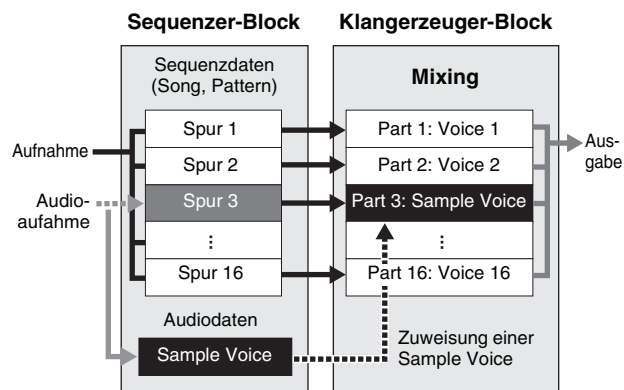 Sequenzer-Block
Klangerzeuger-Block
Sequenzdaten
(Song, Pattern)
Mixing
Aufnahme
Spur 1
Part 1: Voice 1
Aus-
gabe
Spur 2
Part 2: Voice 2
Audio-
aufahme
Spur 3
Part 3: Sample Voice
...
...
Spur 16
Part 16: Voice 16
Audiodaten
Sample Voice
Zuweisung einer
Sample Voice